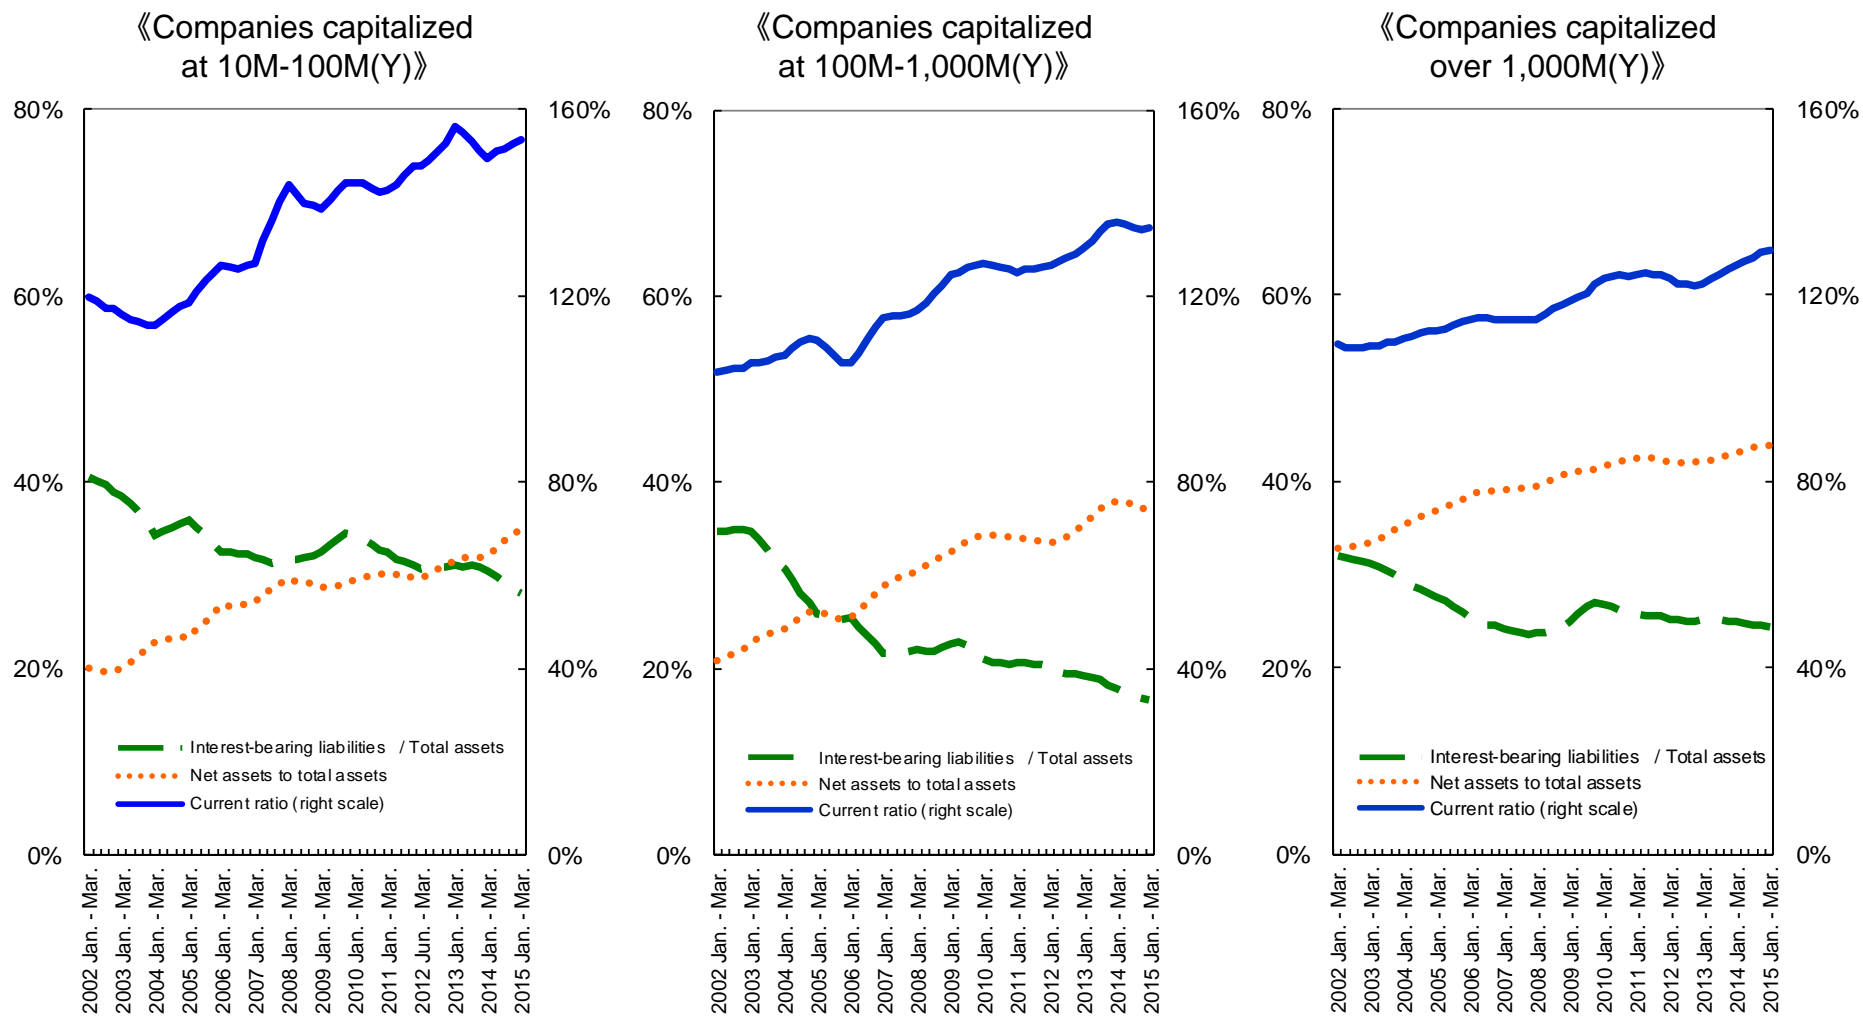 《Companies capitalized
at 10M-100M(Y)》
80%
60%
40%
20%
0%
160%
120%
80%
40%
0%
Interest-bearing liabilities / Total assets
Net assets to total assets
Current ratio (right scale)
2002 Jan. - Mar.
2003 Jan. - Mar.
2004 Jan. - Mar.
2005 Jan. - Mar.
2006 Jan. - Mar.
2007 Jan. - Mar.
2008 Jan. - Mar.
2009 Jan. - Mar.
2010 Jan. - Mar.
2011 Jan. - Mar.
2012 Jun. - Mar.
2013 Jan. - Mar.
2014 Jan. - Mar.
2015 Jan. - Mar.
《Companies capitalized
at 100M-1,000M(Y)》
80%
60%
40%
20%
0%
160%
120%
80%
40%
0%
Interest-bearing liabilities / Total assets
Net assets to total assets
Current ratio (right scale)
2002 Jan. - Mar.
2003 Jan. - Mar.
2004 Jan. - Mar.
2005 Jan. - Mar.
2006 Jan. - Mar.
2007 Jan. - Mar.
2008 Jan. - Mar.
2009 Jan. - Mar.
2010 Jan. - Mar.
2011 Jan. - Mar.
2012 Jan. - Mar.
2013 Jan. - Mar.
2014 Jan. - Mar.
2015 Jan. - Mar.
《Companies capitalized
over 1,000M(Y)》
80%
60%
40%
20%
0%
160%
120%
80%
40%
0%
Interest-bearing liabilities / Total assets
Net assets to total assets
Current ratio (right scale)
2002 Jan. - Mar.
2003 Jan. - Mar.
2004 Jan. - Mar.
2005 Jan. - Mar.
2006 Jan. - Mar.
2007 Jan. - Mar.
2008 Jan. - Mar.
2009 Jan. - Mar.
2010 Jan. - Mar.
2011 Jan. - Mar.
2012 Jan. - Mar.
2013 Jan. - Mar.
2014 Jan. - Mar.
2015 Jan. - Mar.